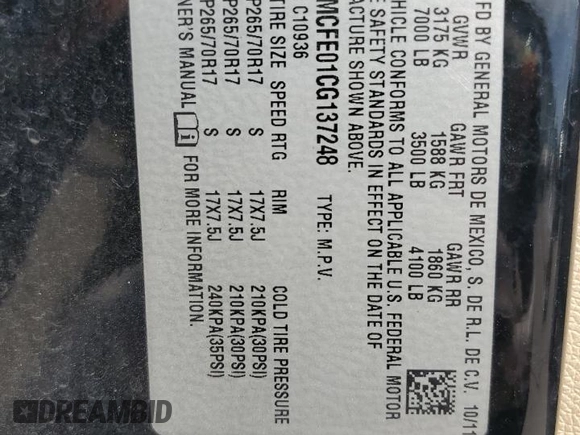 MFD BY GENERAL MOTORS DE MEXICO, S. DE R.L. DE C.V. 10/11
GVWR GAWR FRT GAWR RR
3175 KG 1588 KG 1860 KG
7000 LB 3500 LB 4100 LB
VEHICLE CONFORMS TO ALL APPLICABLE U.S. FEDERAL MOTOR
E SAFETY STANDARDS IN EFFECT ON THE DATE OF
FACTURE SHOWN ABOVE.
MCFE01CG137248 TYPE: M.P.V.
C10936
TIRE SIZE SPEED RTG RIM COLD TIRE PRESSURE
P265/70R17 S 17X7.5J 210KPA(30PSI)
P265/70R17 S 17X7.5J 210KPA(30PSI)
P265/70R17 S 17X7.5J 240KPA(35PSI)
NER'S MANUAL FOR MORE INFORMATION.
DREAMBID